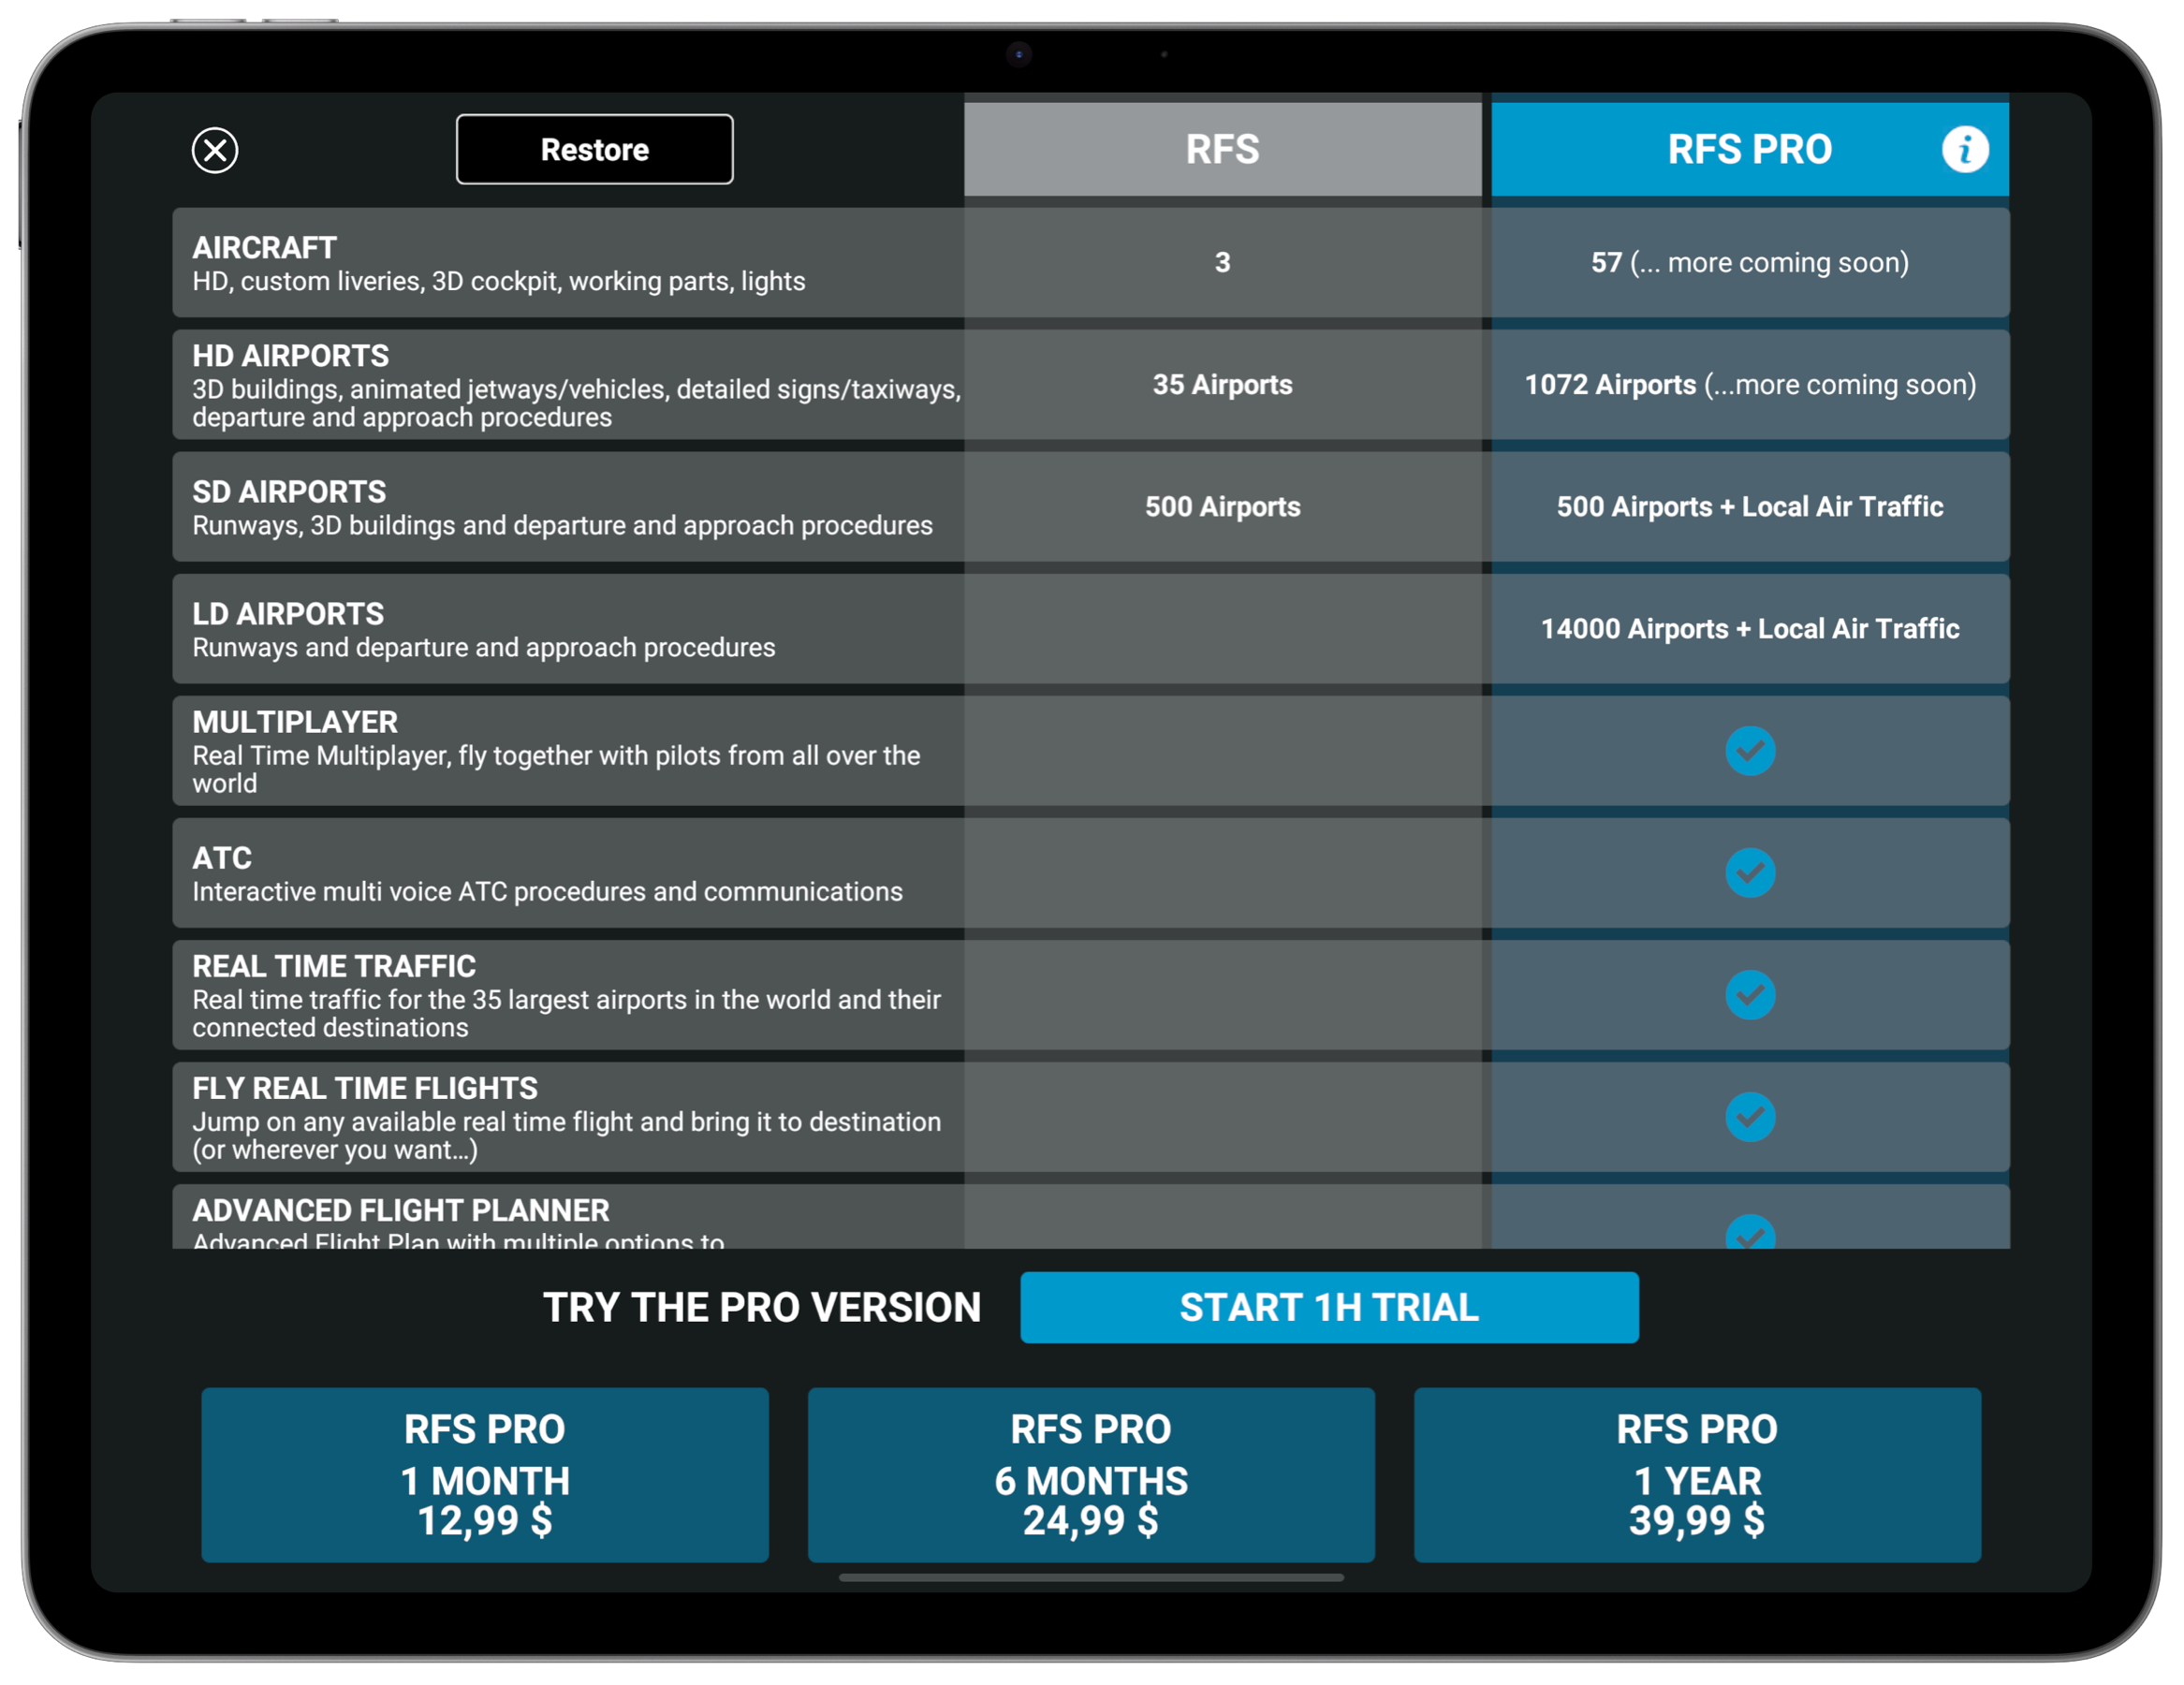 Restore
RFS
RFS PRO
i
AIRCRAFT
HD, custom liveries, 3D cockpit, working parts, lights
3
57 (... more coming soon)
HD AIRPORTS
3D buildings, animated jetways/vehicles, detailed signs/taxiways,
departure and approach procedures
35 Airports
1072 Airports (...more coming soon)
SD AIRPORTS
Runways, 3D buildings and departure and approach procedures
500 Airports
500 Airports + Local Air Traffic
LD AIRPORTS
Runways and departure and approach procedures
14000 Airports + Local Air Traffic
MULTIPLAYER
Real Time Multiplayer, fly together with pilots from all over the
world
ATC
Interactive multi voice ATC procedures and communications
REAL TIME TRAFFIC
Real time traffic for the 35 largest airports in the world and their
connected destinations
FLY REAL TIME FLIGHTS
Jump on any available real time flight and bring it to destination
(or wherever you want...)
ADVANCED FLIGHT PLANNER
Advanced Flight Plan with multiple options to
TRY THE PRO VERSION
START 1H TRIAL
RFS PRO
1 MONTH
12,99 $
RFS PRO
6 MONTHS
24,99 $
RFS PRO
1 YEAR
39,99 $